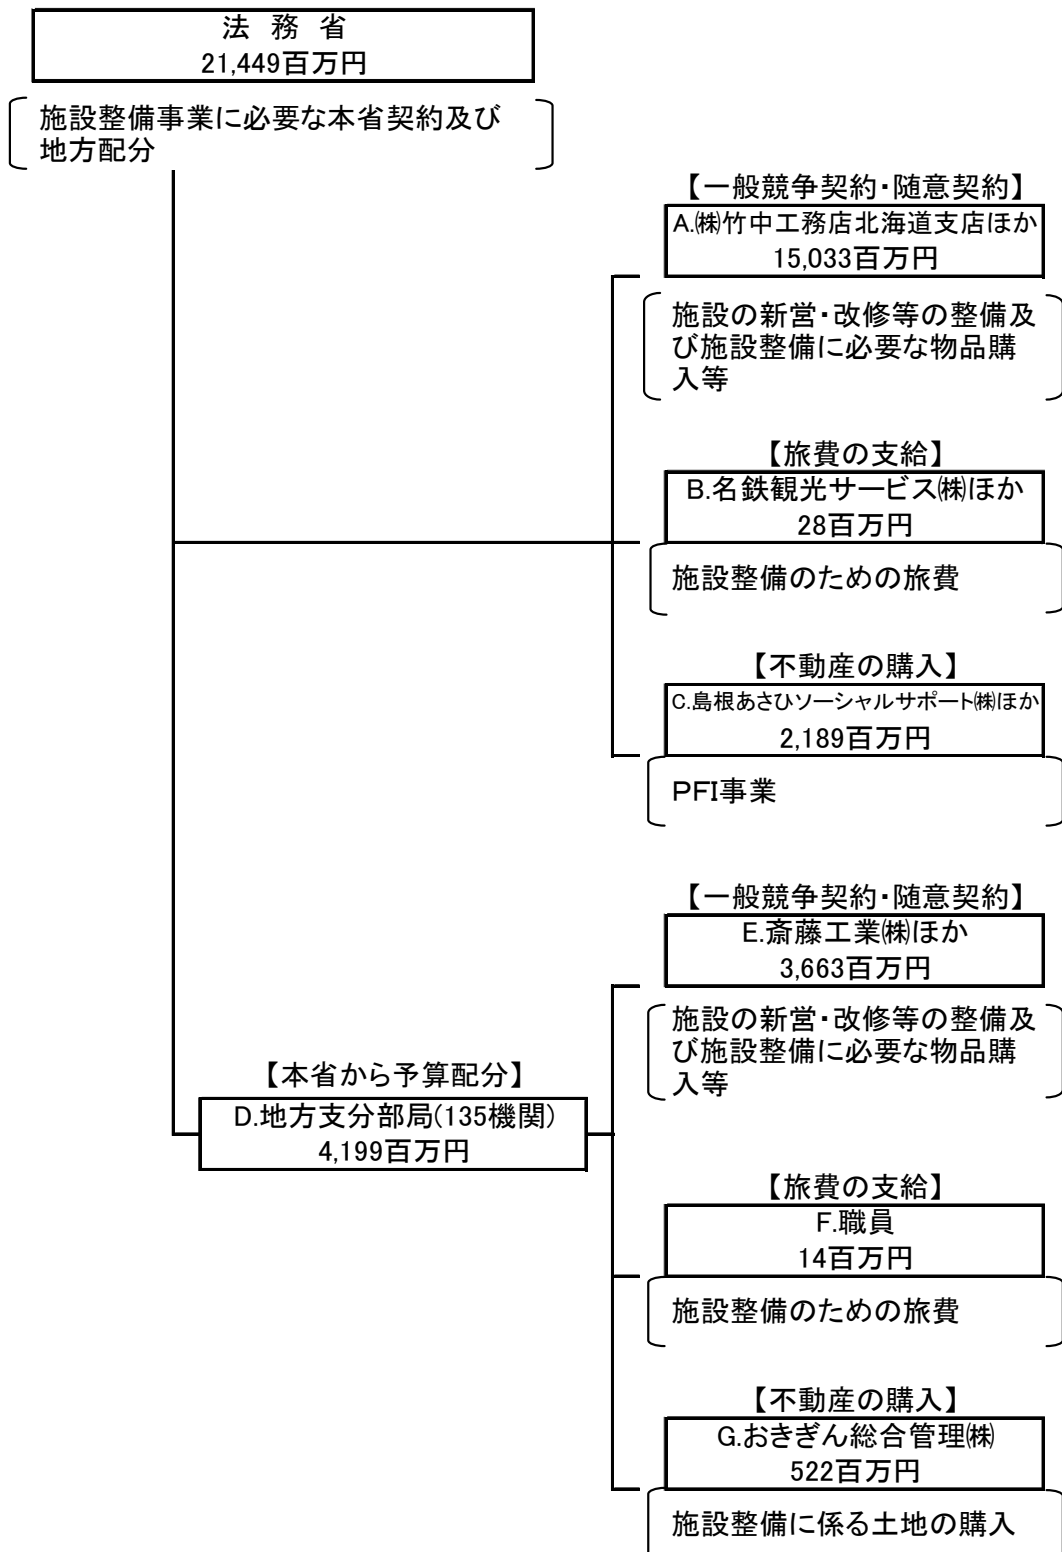 法 務 省
21,449百万円
施設整備事業に必要な本省契約及び
地方配分
【一般競争契約・随意契約】
A.㈱竹中工務店北海道支店ほか
15,033百万円
施設の新営・改修等の整備及
び施設整備に必要な物品購
入等
【旅費の支給】
B.名鉄観光サービス㈱ほか
28百万円
施設整備のための旅費
【不動産の購入】
C.島根あさひソーシャルサポート㈱ほか
2,189百万円
PFI事業
【一般競争契約・随意契約】
E.斎藤工業㈱ほか
3,663百万円
施設の新営・改修等の整備及
び施設整備に必要な物品購
入等
【本省から予算配分】
D.地方支分部局(135機関)
4,199百万円
【旅費の支給】
F.職員
14百万円
施設整備のための旅費
【不動産の購入】
G.おきぎん総合管理㈱
522百万円
施設整備に係る土地の購入